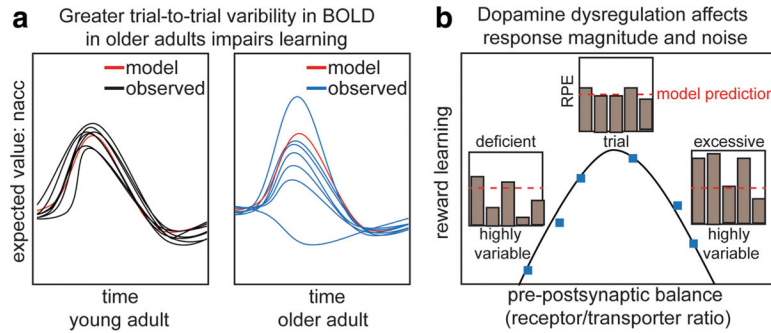 a
Greater trial-to-trial varibility in BOLD
in older adults impairs learning
model
observed
model
observed
expected value: nacc
time
young adult
time
older adult
b
Dopamine dysregulation affects
response magnitude and noise
reward learning
RPE
model prediction
trial
deficient
highly
variable
excessive
highly
variable
pre-postsynaptic balance
(receptor/transporter ratio)